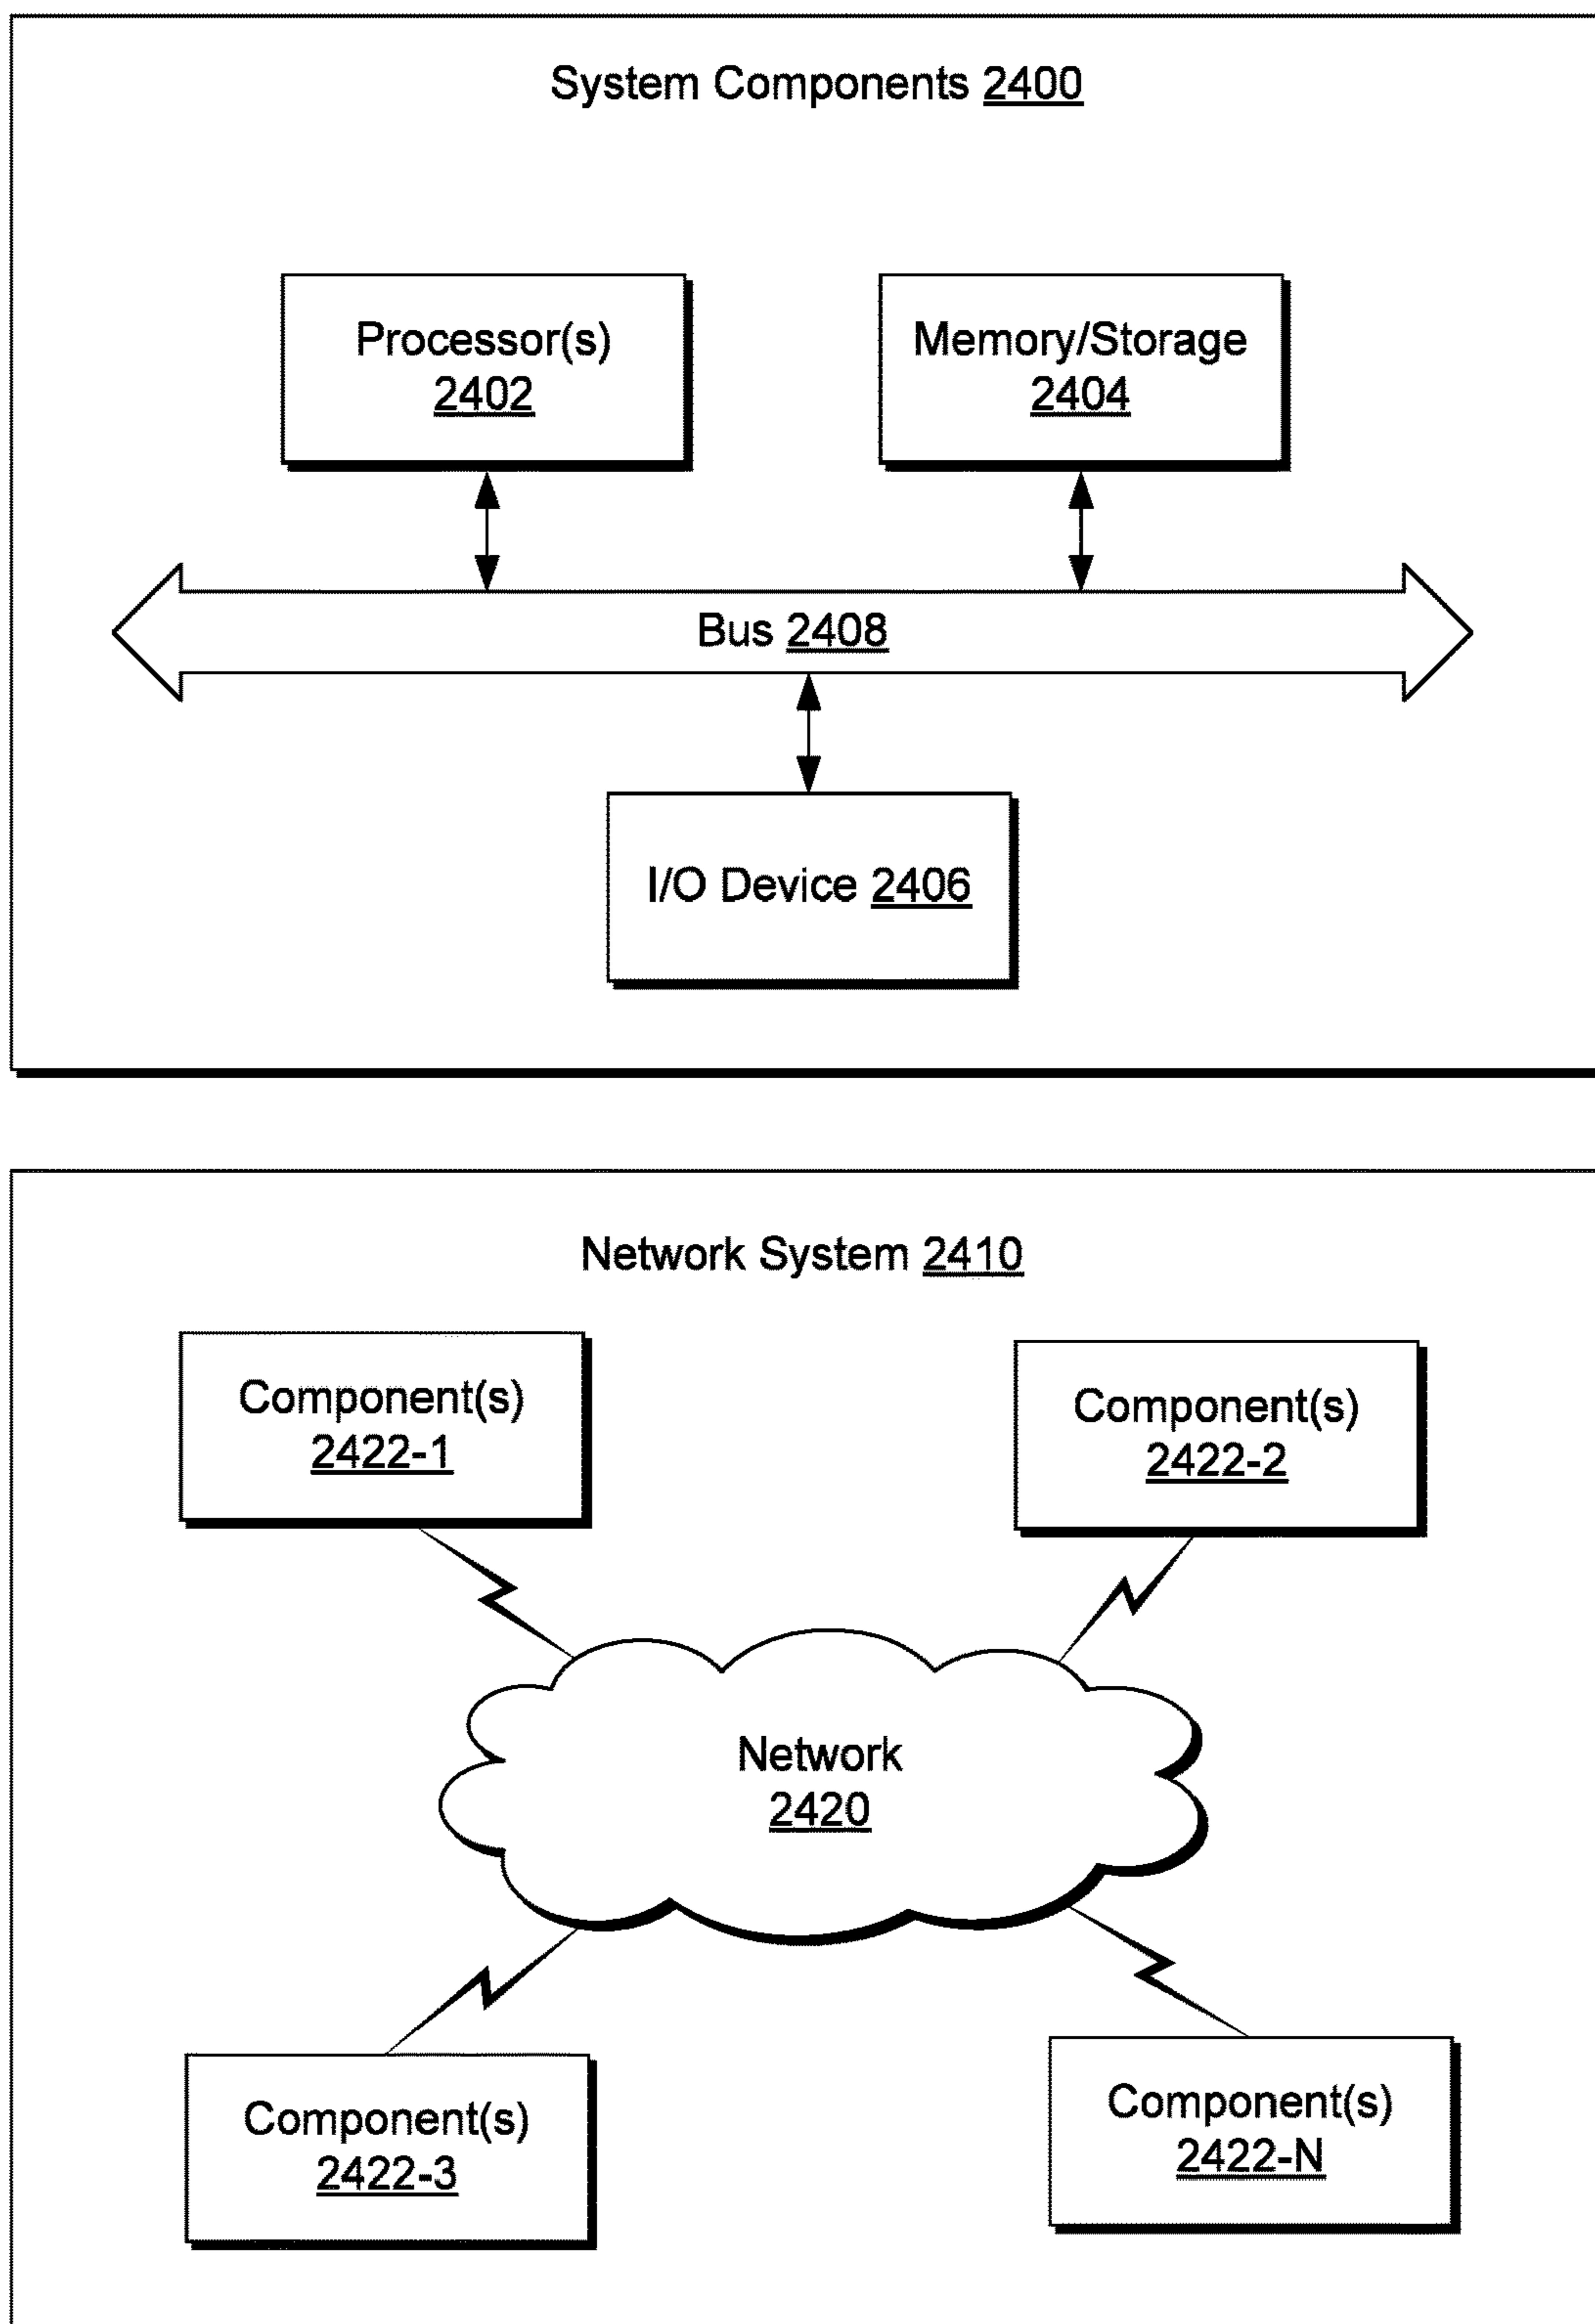 System Components 2400
Processor(s)
2402
Memory/Storage
2404
Bus 2408
I/O Device 2406
Network System 2410
Component(s)
2422-1
Component(s)
2422-2
Network
2420
Component(s)
2422-3
Component(s)
2422-N